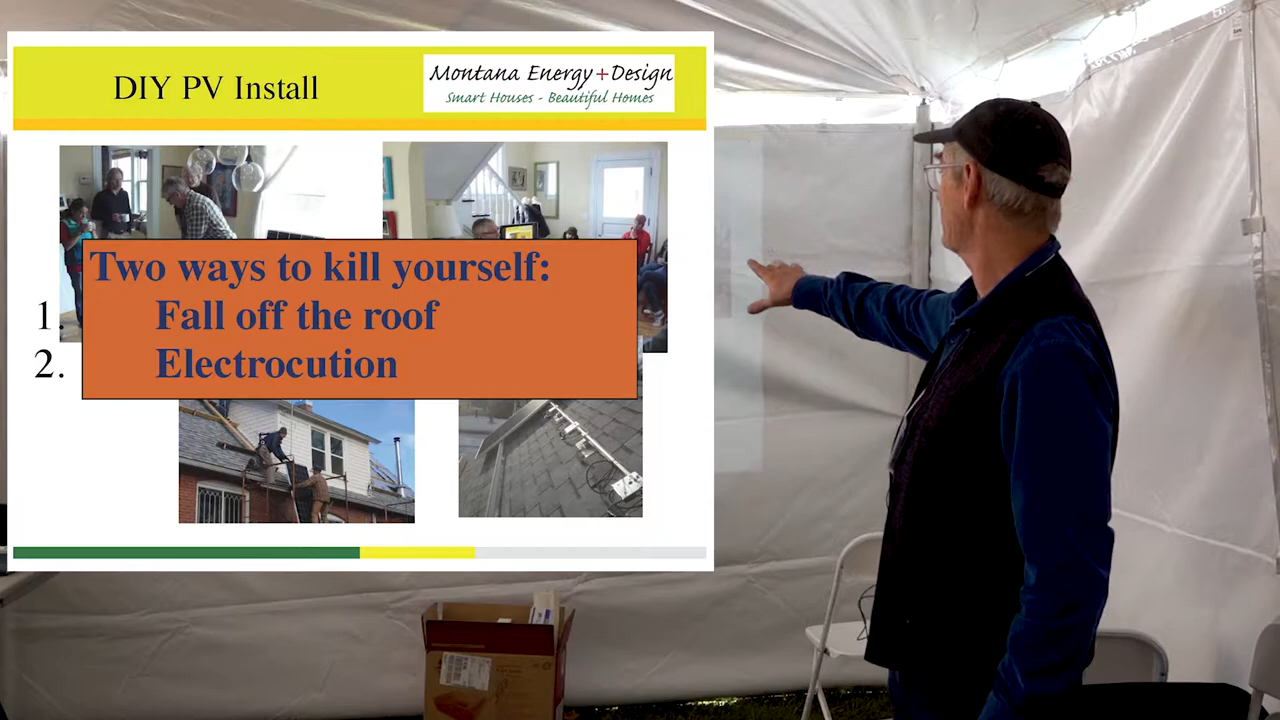 DIY PV Install
Montana Energy+Design
Smart Houses - Beautiful Homes
Two ways to kill yourself:
1. Fall off the roof
2. Electrocution